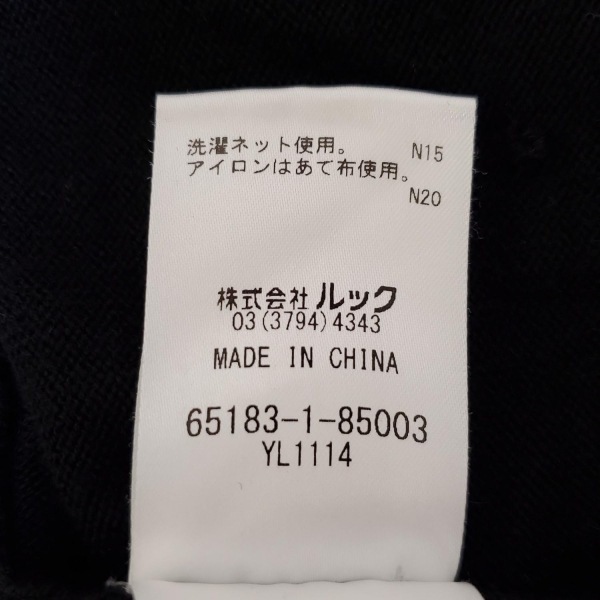 洗濯ネット使用。 N15
アイロンはあて布使用。
N20
株式会社 ルック
03(3794)4343
MADE IN CHINA
65183-1-85003
YL1114